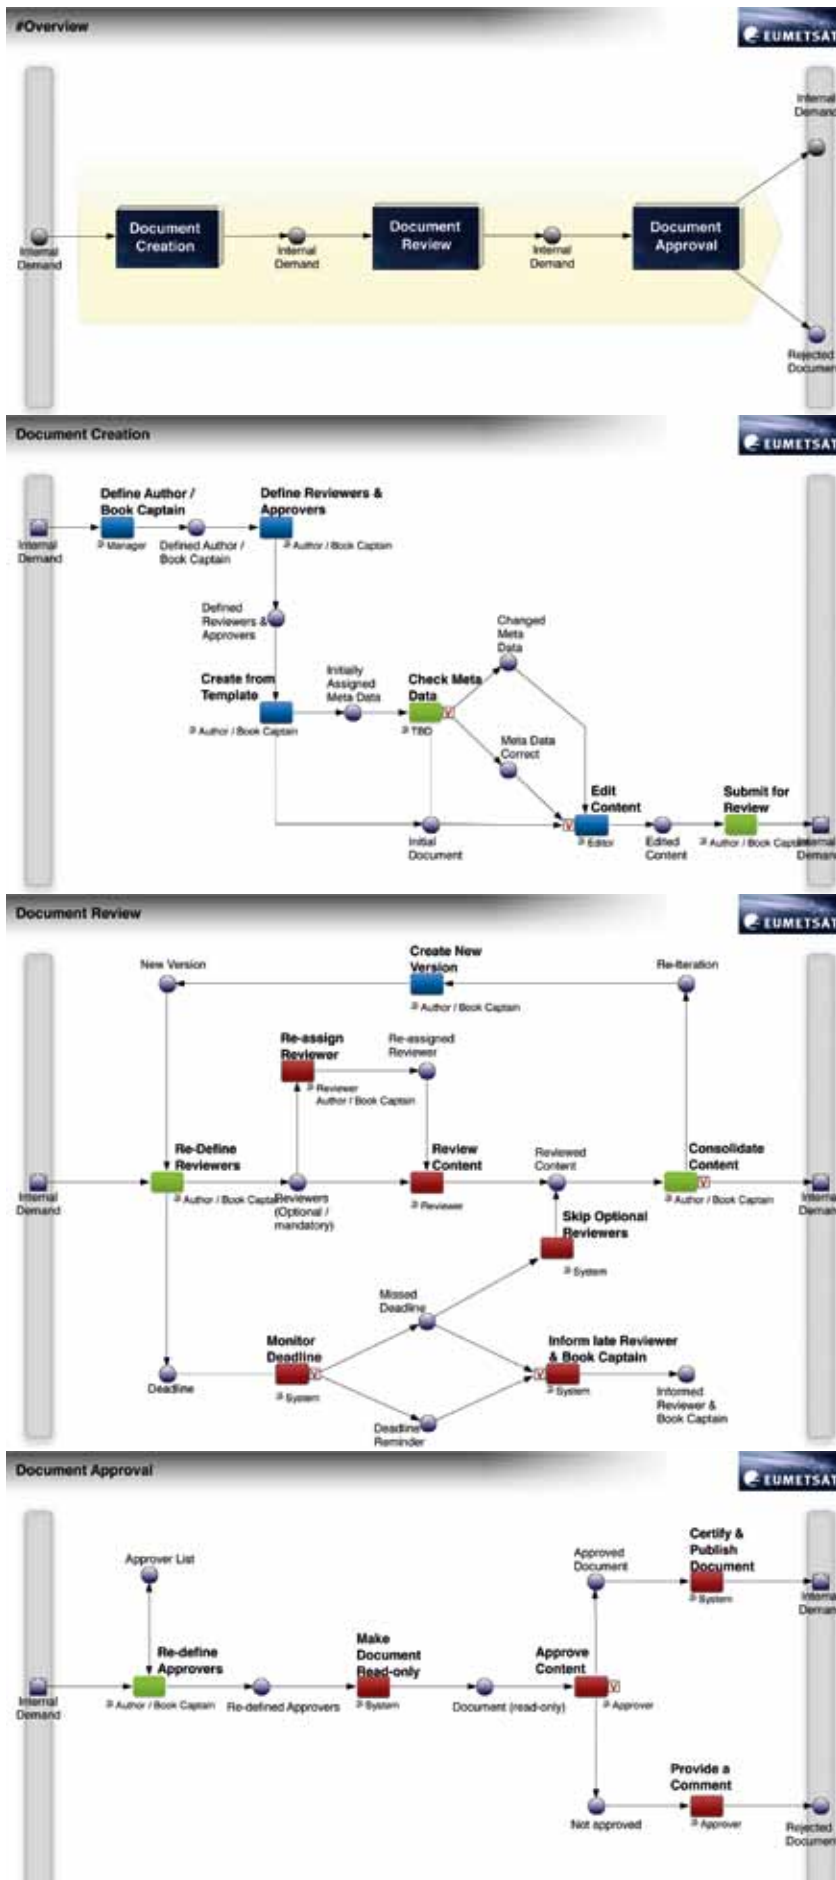 #Overview
EUMETSAT
Internal
Demand
Internal
Demand
Document
Creation
Internal
Demand
Document
Review
Internal
Demand
Document
Approval
Rejected
Document
Document Creation
EUMETSAT
Define Author /
Book Captain
Define Reviewers &
Approvers
Internal
Demand
Manager
Defined Author /
Book Captain
Author / Book Captain
Defined
Reviewers &
Approvers
Changed
Meta
Data
Create from
Template
Initially
Assigned
Meta Data
Check Meta
Data
V
Author / Book Captain
TBD
Meta Data
Correct
Edit
Content
Submit for
Review
V
Initial
Document
Editor
Edited
Content
Author / Book Captain
Internal
Demand
Document Review
EUMETSAT
New Version
Create New
Version
Re-Iteration
Author / Book Captain
Re-assign
Reviewer
Re-assigned
Reviewer
Reviewer
Author / Book Captain
Re-Define
Reviewers
Review
Content
Reviewed
Content
Consolidate
Content
V
Internal
Demand
Author / Book Captain
Reviewers
(Optional /
mandatory)
Reviewer
Author / Book Captain
Internal
Demand
Skip Optional
Reviewers
System
Missed
Deadline
Monitor
Deadline
V
Inform late Reviewer
& Book Captain
V
Deadline
System
System
Informed
Reviewer &
Book Captain
Deadline
Reminder
Document Approval
EUMETSAT
Approver List
Approved
Document
Certify &
Publish
Document
System
Internal
Demand
Re-define
Approvers
Make
Document
Read-only
Approve
Content
V
Internal
Demand
Author / Book Captain
Re-defined Approvers
System
Document (read-only)
Approver
Provide a
Comment
Not approved
Approver
Rejected
Document